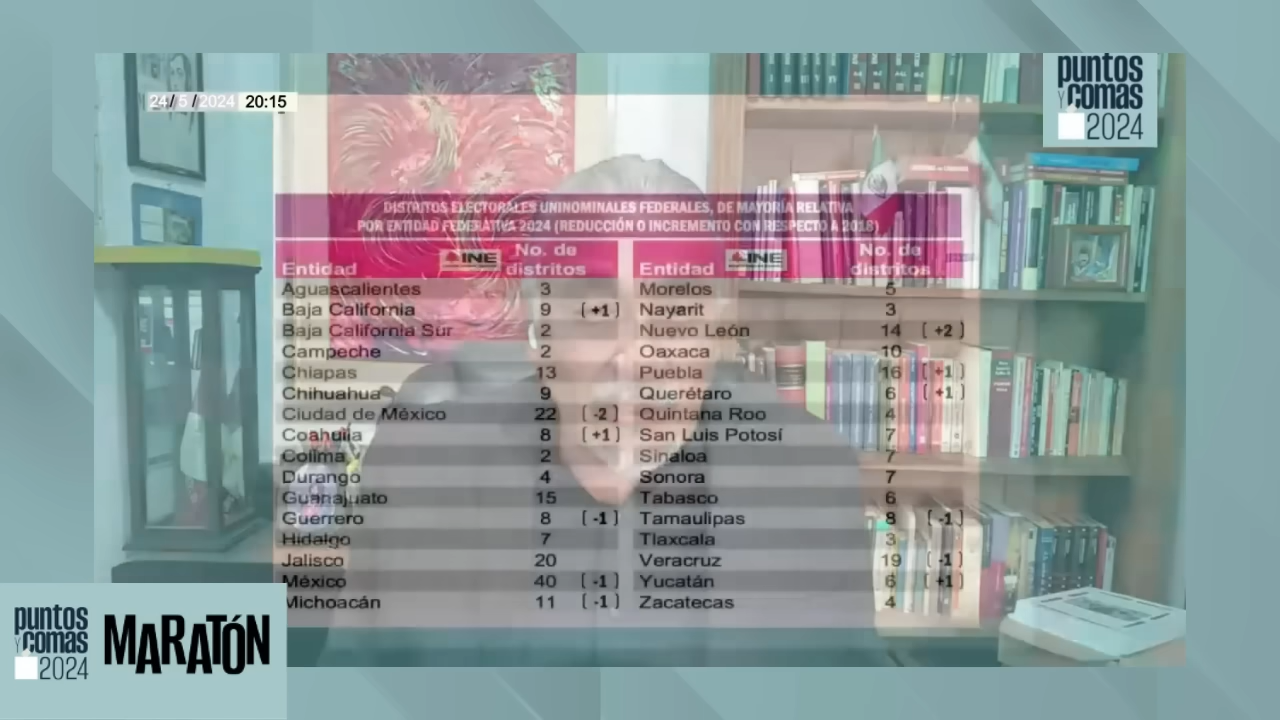 24/ 5 /2024 20:15
puntos
y comas
2024
DISTRITOS ELECTORALES UNINOMINALES FEDERALES, DE MAYORÍA RELATIVA
POR ENTIDAD FEDERATIVA 2024 (REDUCCIÓN O INCREMENTO CON RESPECTO A 2018)
Entidad INE No. de distritos Entidad INE No. de distritos
Aguascalientes 3 Morelos 5
Baja California 9 (+1) Nayarit 3
Baja California Sur 2 Nuevo León 14 (+2)
Campeche 2 Oaxaca 10
Chiapas 13 Puebla 16 (+1)
Chihuahua 9 Querétaro 6 (+1)
Ciudad de México 22 (-2) Quintana Roo 4
Coahuila 8 (+1) San Luis Potosí 7
Colima 2 Sinaloa 7
Durango 4 Sonora 7
Guanajuato 15 Tabasco 6
Guerrero 8 (-1) Tamaulipas 8 (-1)
Hidalgo 7 Tlaxcala 3
Jalisco 20 Veracruz 19 (-1)
México 40 (-1) Yucatán 6 (+1)
Michoacán 11 (-1) Zacatecas 4
puntos
y comas
2024
MARATÓN